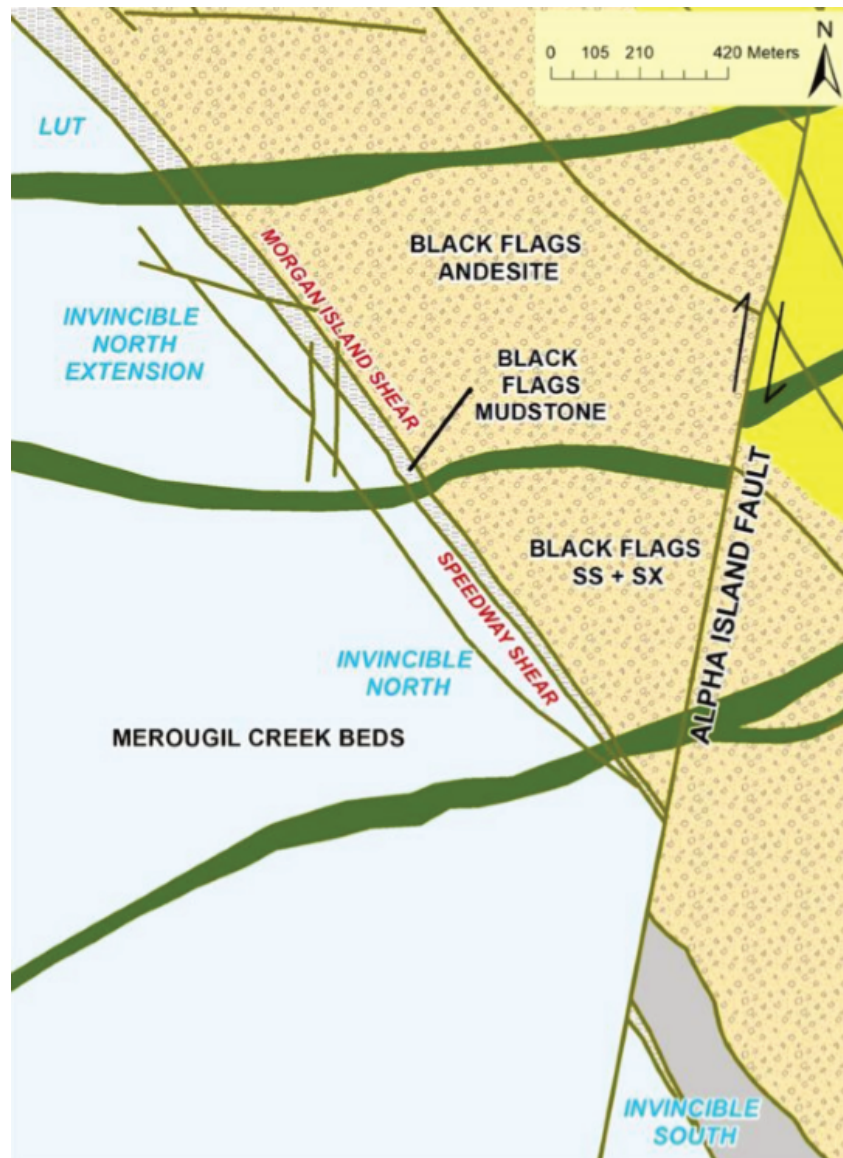 N
0 105 210 420 Meters
LUT
BLACK FLAGS
ANDESITE
MORGAN ISLAND SHEAR
INVINCIBLE
NORTH
EXTENSION
BLACK
FLAGS
MUDSTONE
ALPHA ISLAND FAULT
BLACK FLAGS
SS + SX
SPEEDWAY SHEAR
INVINCIBLE
NORTH
MEROUGIL CREEK BEDS
INVINCIBLE
SOUTH